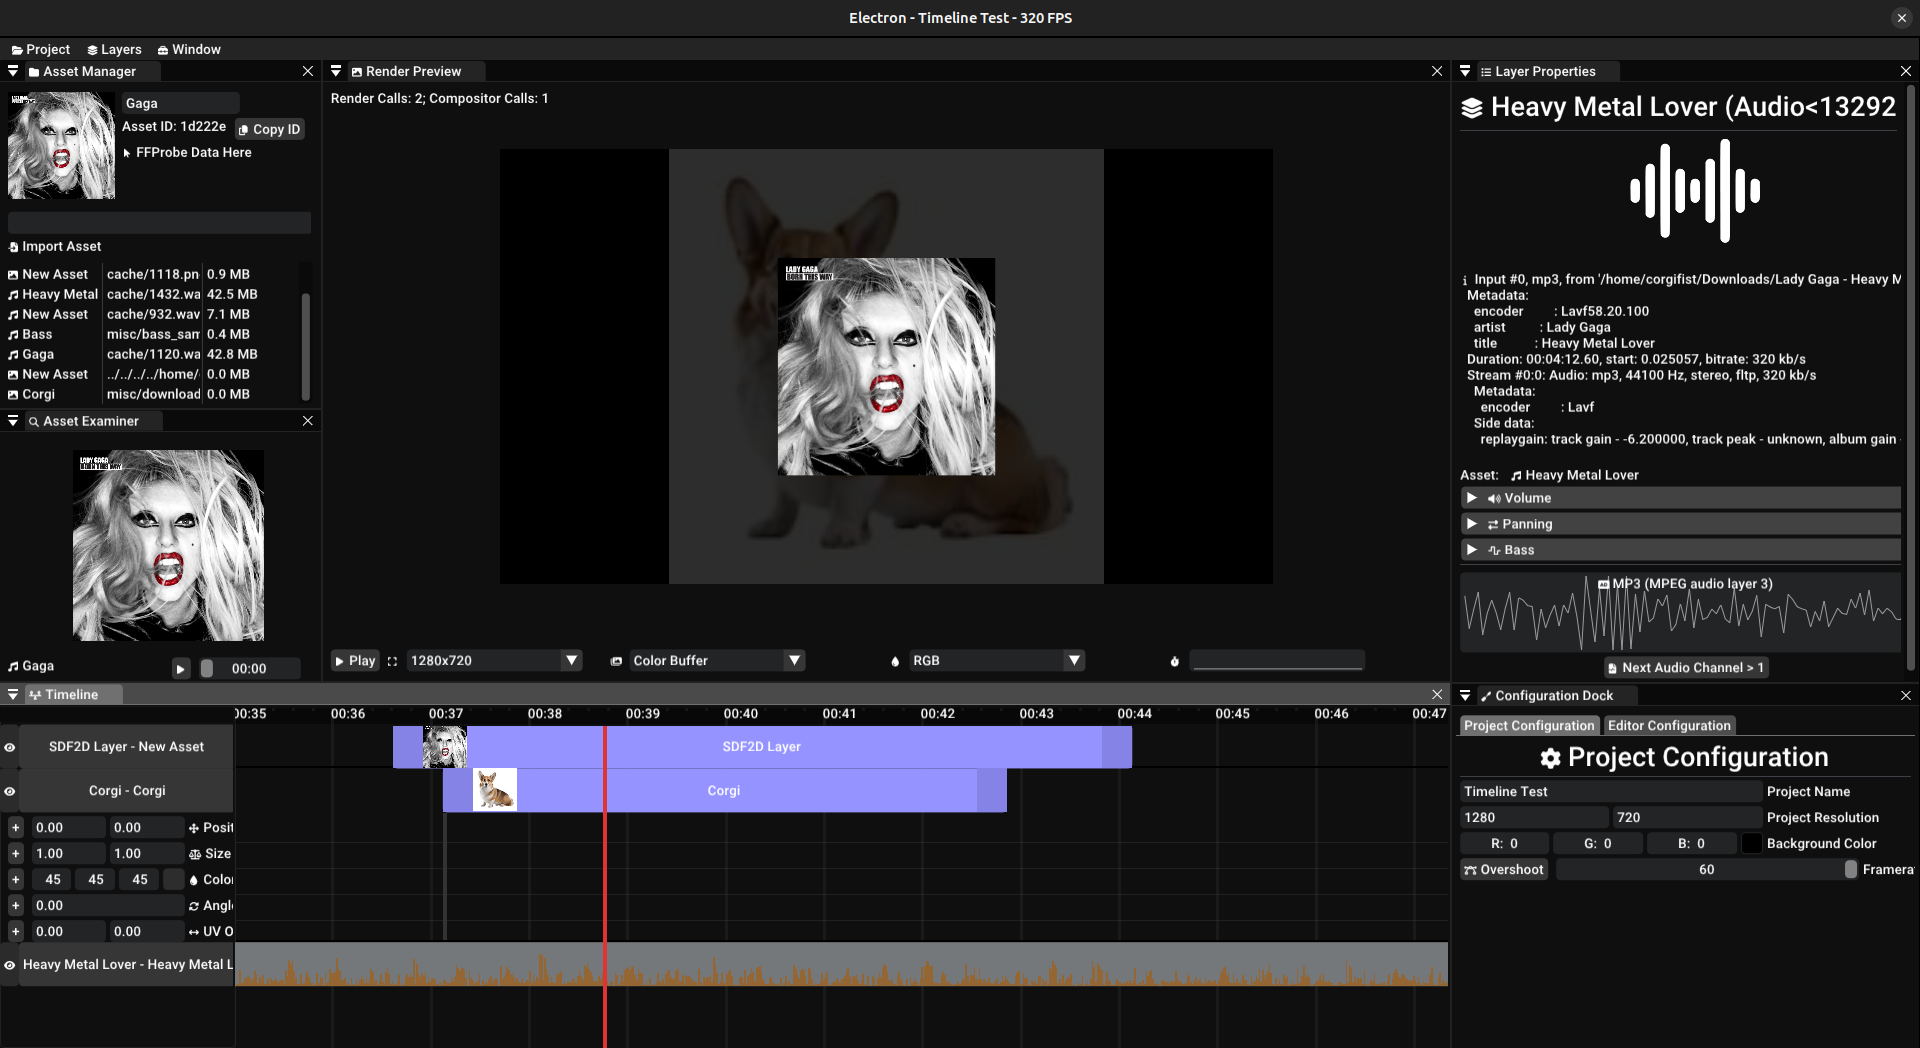 Electron - Timeline Test - 320 FPS
Project Layers Window
Asset Manager
Gaga
Asset ID: 1d222e Copy ID
FFProbe Data Here
Import Asset
New Asset cache/1118.pn 0.9 MB
Heavy Metal cache/1432.wa 42.5 MB
New Asset cache/932.wav 7.1 MB
Bass misc/bass_san 0.4 MB
Gaga cache/1120.wa 42.8 MB
New Asset ../../../../home/ 0.0 MB
Corgi misc/download 0.0 MB
Asset Examiner
LADY GAGA
BORN THIS WAY
Gaga 00:00
Render Preview
Render Calls: 2; Compositor Calls: 1
LADY GAGA
BORN THIS WAY
Play 1280x720 Color Buffer RGB
Layer Properties
Heavy Metal Lover (Audio<13292
Input #0, mp3, from '/home/corgifist/Downloads/Lady Gaga - Heavy M
Metadata:
encoder : Lavf58.20.100
artist : Lady Gaga
title : Heavy Metal Lover
Duration: 00:04:12.60, start: 0.025057, bitrate: 320 kb/s
Stream #0:0: Audio: mp3, 44100 Hz, stereo, fltp, 320 kb/s
Metadata:
encoder : Lavf
Side data:
replaygain: track gain - -6.200000, track peak - unknown, album gain
Asset: Heavy Metal Lover
Volume
Panning
Bass
MP3 (MPEG audio layer 3)
Next Audio Channel > 1
Timeline
00:35 00:36 00:37 00:38 00:39 00:40 00:41 00:42 00:43 00:44 00:45 00:46 00:47
SDF2D Layer - New Asset SDF2D Layer
Corgi - Corgi Corgi
+ 0.00 0.00 Posit
+ 1.00 1.00 Size
+ 45 45 45 Colo
+ 0.00 Angl
+ 0.00 0.00 UV O
Heavy Metal Lover - Heavy Metal L
Configuration Dock
Project Configuration Editor Configuration
Project Configuration
Timeline Test Project Name
1280 720 Project Resolution
R: 0 G: 0 B: 0 Background Color
Overshoot 60 Framera